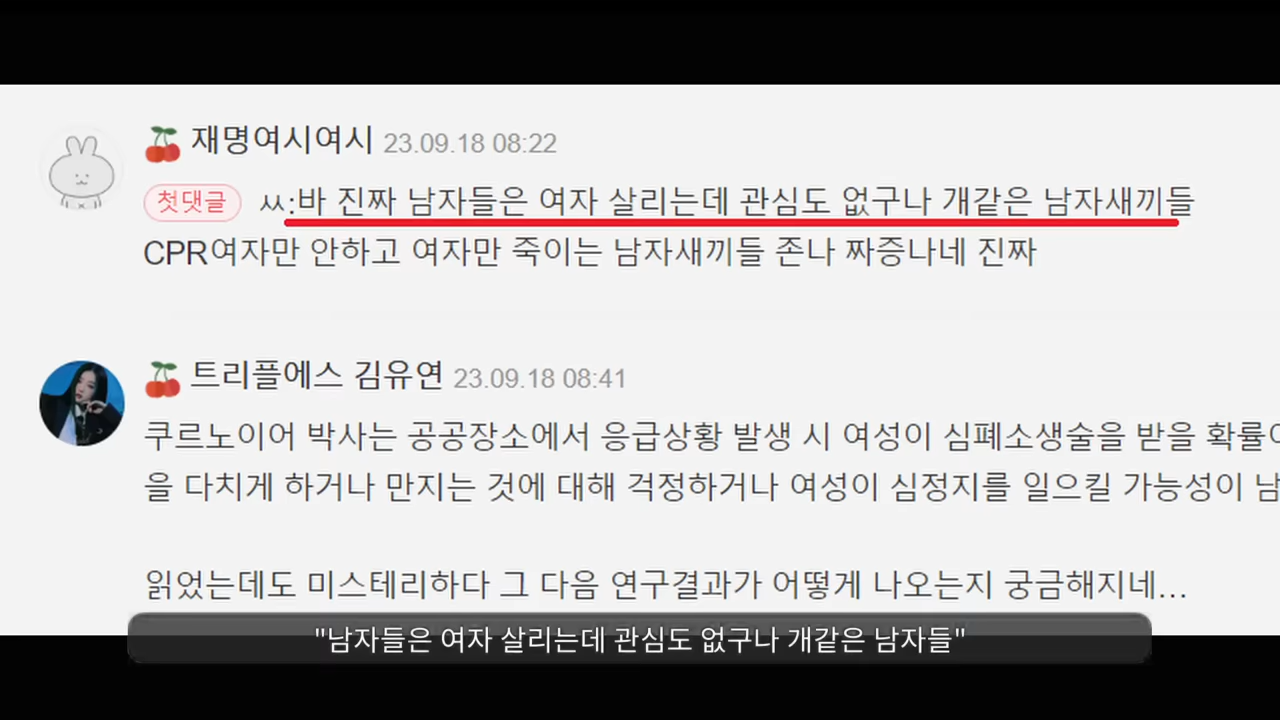 재명여시여시 23.09.18 08:22
첫댓글 ㅆ:바 진짜 남자들은 여자 살리는데 관심도 없구나 개같은 남자새끼들
CPR여자만 안하고 여자만 죽이는 남자새끼들 존나 짜증나네 진짜
트리플에스 김유연 23.09.18 08:41
쿠르노이어 박사는 공공장소에서 응급상황 발생 시 여성이 심폐소생술을 받을 확률이
을 다치게 하거나 만지는 것에 대해 걱정하거나 여성이 심정지를 일으킬 가능성이 남
읽었는데도 미스테리하다 그 다음 연구결과가 어떻게 나오는지 궁금해지네...
"남자들은 여자 살리는데 관심도 없구나 개같은 남자들"